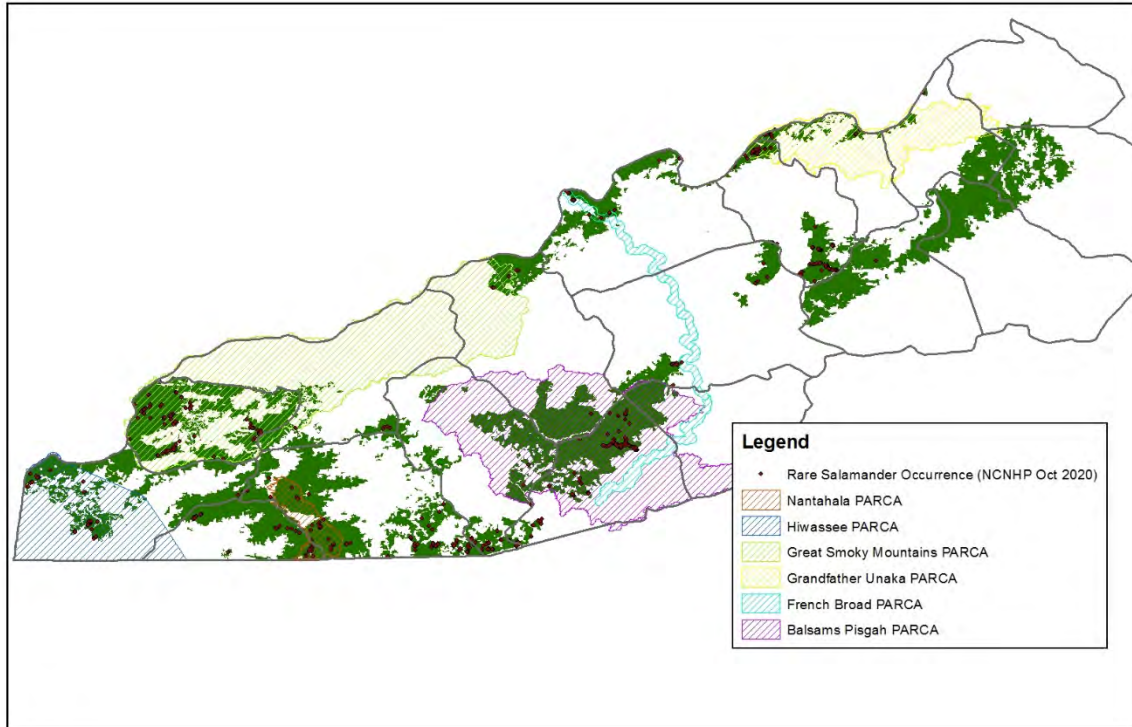 Legend
Rare Salamander Occurrence (NCNHP Oct 2020)
Nantahala PARCA
Hiwassee PARCA
Great Smoky Mountains PARCA
Grandfather Unaka PARCA
French Broad PARCA
Balsams Pisgah PARCA